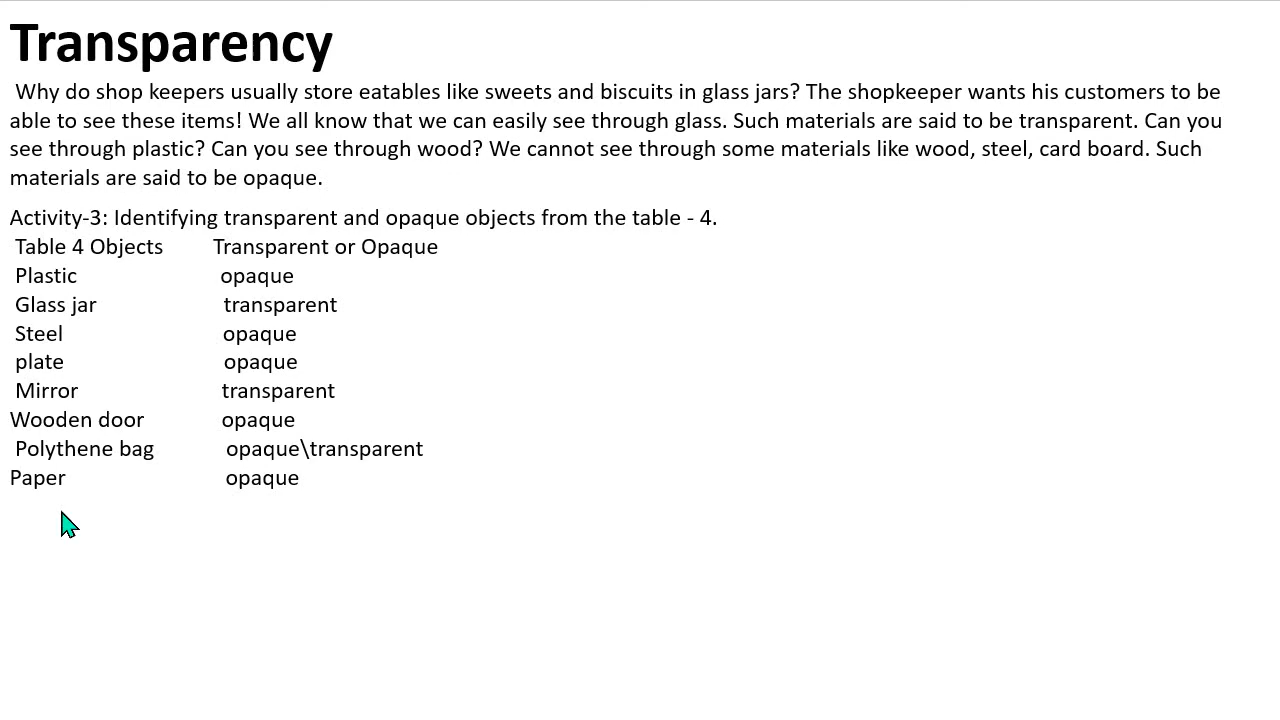 Transparency
Why do shop keepers usually store eatables like sweets and biscuits in glass jars? The shopkeeper wants his customers to be
able to see these items! We all know that we can easily see through glass. Such materials are said to be transparent. Can you
see through plastic? Can you see through wood? We cannot see through some materials like wood, steel, card board. Such
materials are said to be opaque.
Activity-3: Identifying transparent and opaque objects from the table - 4.
Table 4 Objects Transparent or Opaque
Plastic opaque
Glass jar transparent
Steel opaque
plate opaque
Mirror transparent
Wooden door opaque
Polythene bag opaque\transparent
Paper opaque